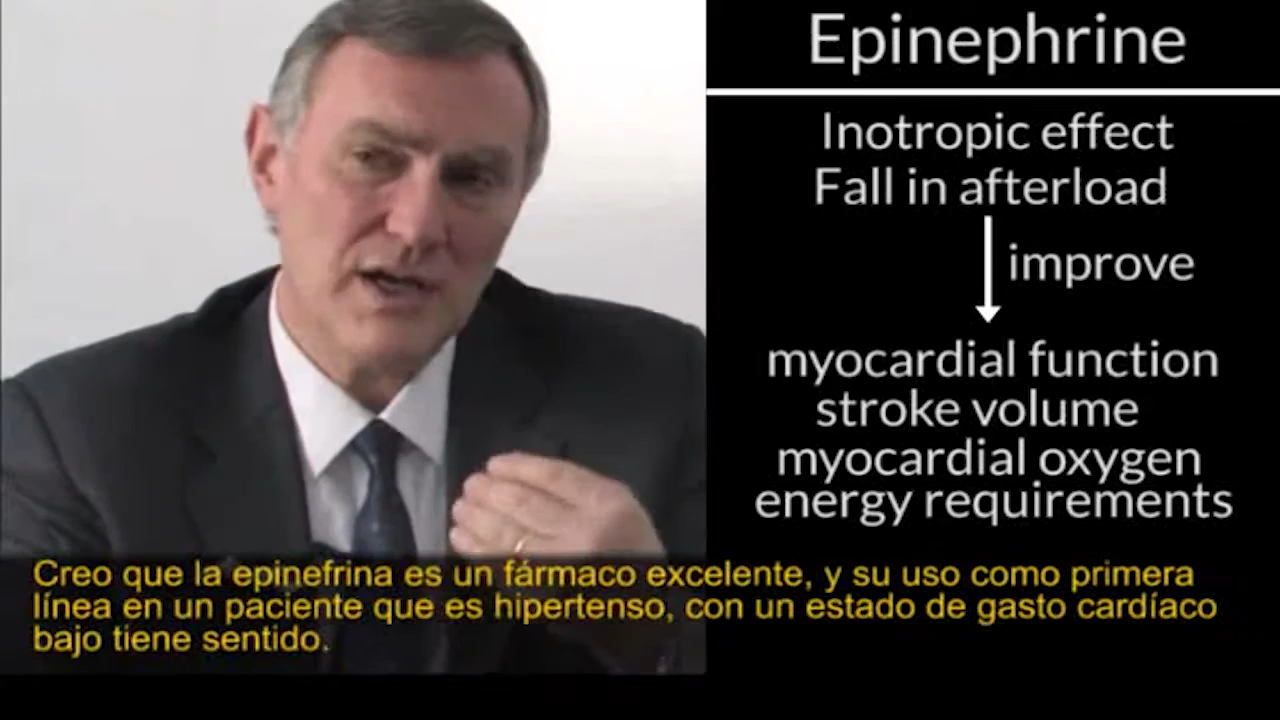 Epinephrine
Inotropic effect
Fall in afterload
improve
myocardial function
stroke volume
myocardial oxygen
energy requirements
Creo que la epinefrina es un fármaco excelente, y su uso como primera
línea en un paciente que es hipertenso, con un estado de gasto cardíaco
bajo tiene sentido.